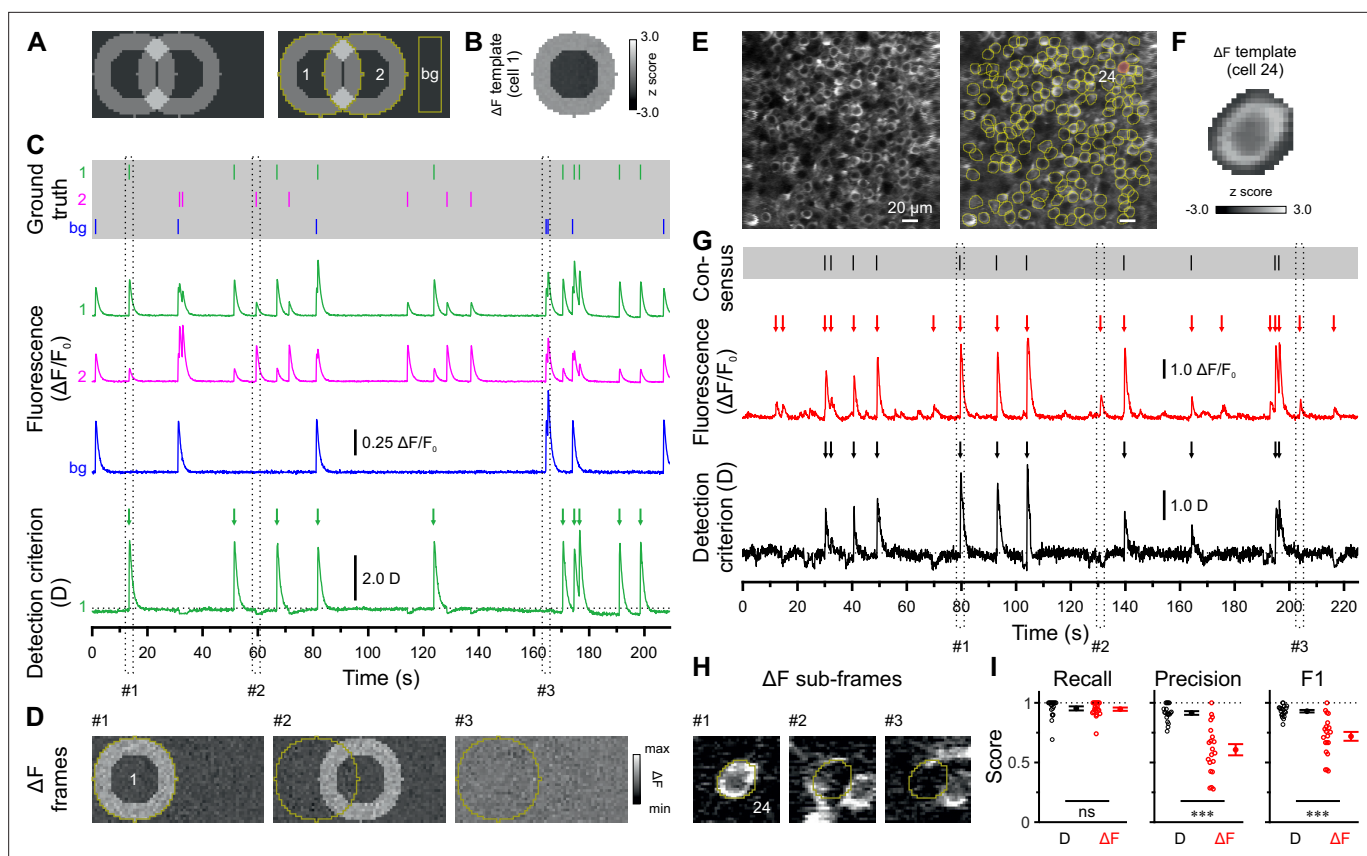 A
1
2
bg
B
ΔF template
(cell 1)
3.0
z score
-3.0
C
Ground
truth
1
2
bg
Fluorescence
(ΔF/F₀)
1
2
bg
0.25 ΔF/F₀
Detection criterion
(D)
1
2.0 D
0 20 40 60 80 100 120 140 160 180 200
Time (s)
#1 #2 #3
D
ΔF
frames
#1 #2 #3
1
max
ΔF
min
E
20 µm
24
F
ΔF template
(cell 24)
z score
-3.0 3.0
G
Con-
sensus
Fluorescence
(ΔF/F₀)
1.0 ΔF/F₀
Detection
criterion (D)
1.0 D
0 20 40 60 80 100 120 140 160 180 200 220
Time (s)
#1 #2 #3
H
ΔF sub-frames
#1 #2 #3
24
I
Recall Precision F1
Score
1
0.5
0
ns *** ***
D ΔF D ΔF D ΔF